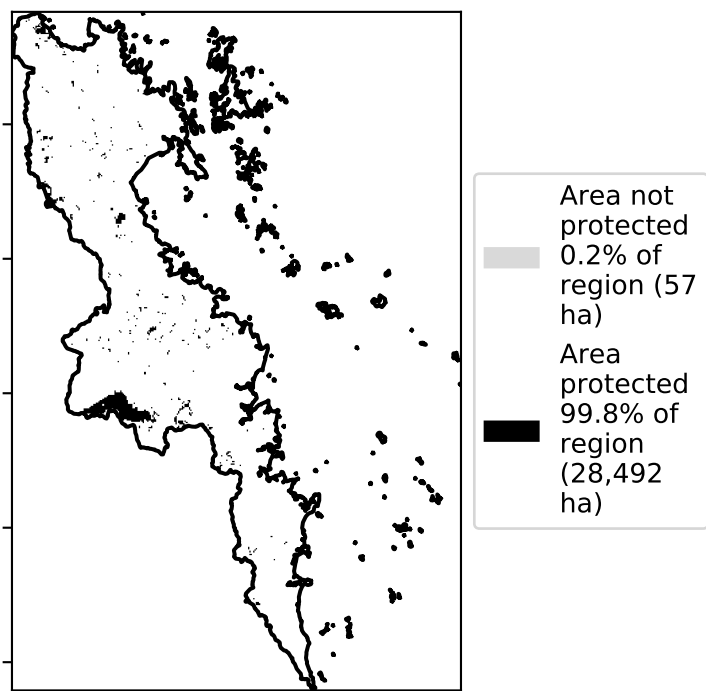 Area not
protected
0.2% of
region (57
ha)
Area
protected
99.8% of
region
(28,492
ha)